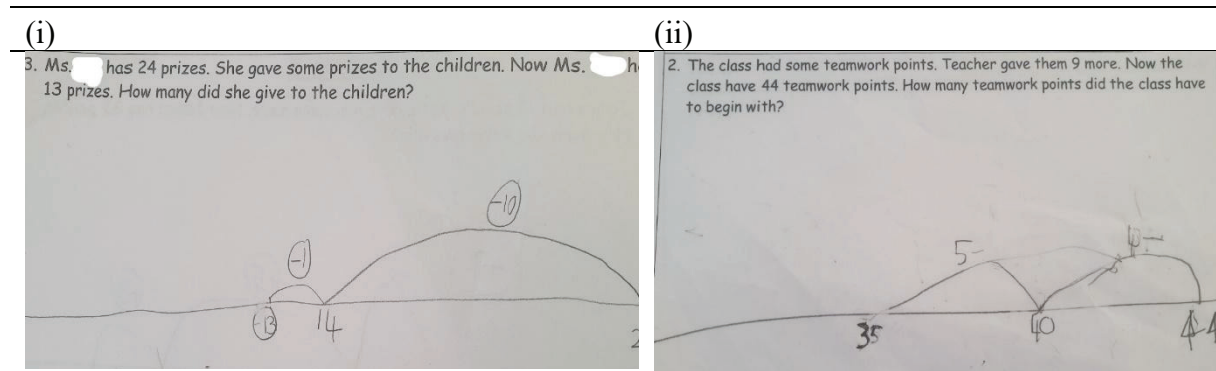 (i)
(ii)
3. Ms. has 24 prizes. She gave some prizes to the children. Now Ms.
13 prizes. How many did she give to the children?
-10
-1
13
14
2
2. The class had some teamwork points. Teacher gave them 9 more. Now the
class have 44 teamwork points. How many teamwork points did the class have
to begin with?
5-
4-
35
40
44